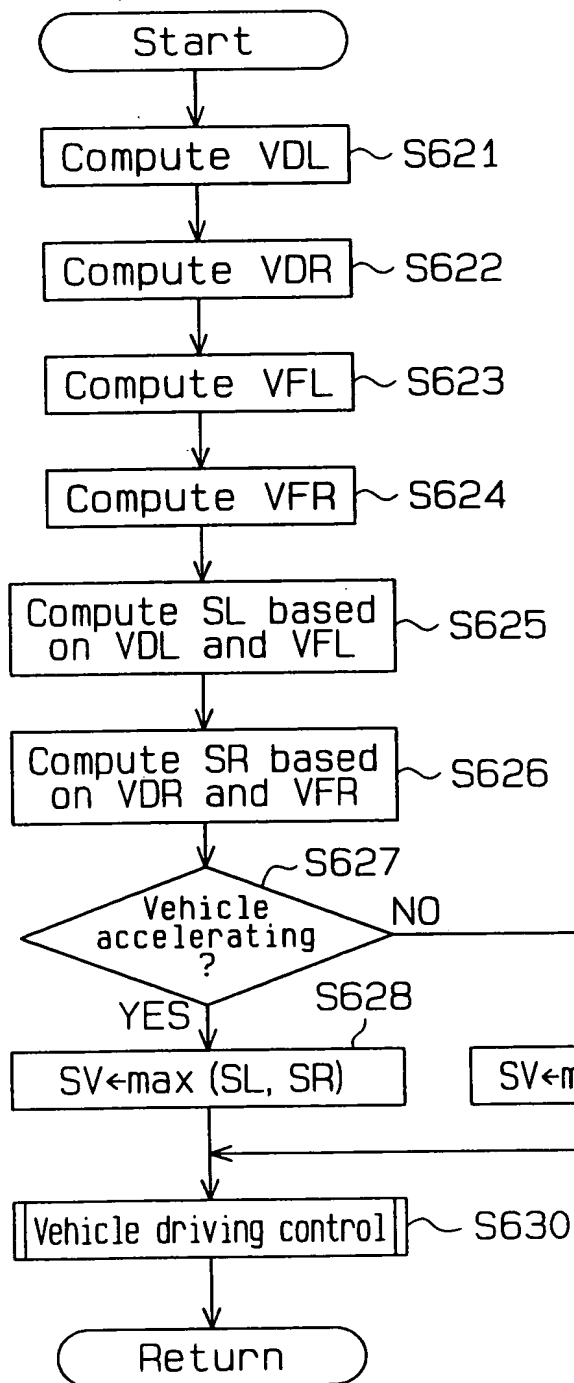 Start
Compute VDL
S621
Compute VDR
S622
Compute VFL
S623
Compute VFR
S624
Compute SL based
on VDL and VFL
S625
Compute SR based
on VDR and VFR
S626
S627
Vehicle
accelerating
?
NO
YES
S628
SV←max (SL, SR)
SV←m
Vehicle driving control
S630
Return